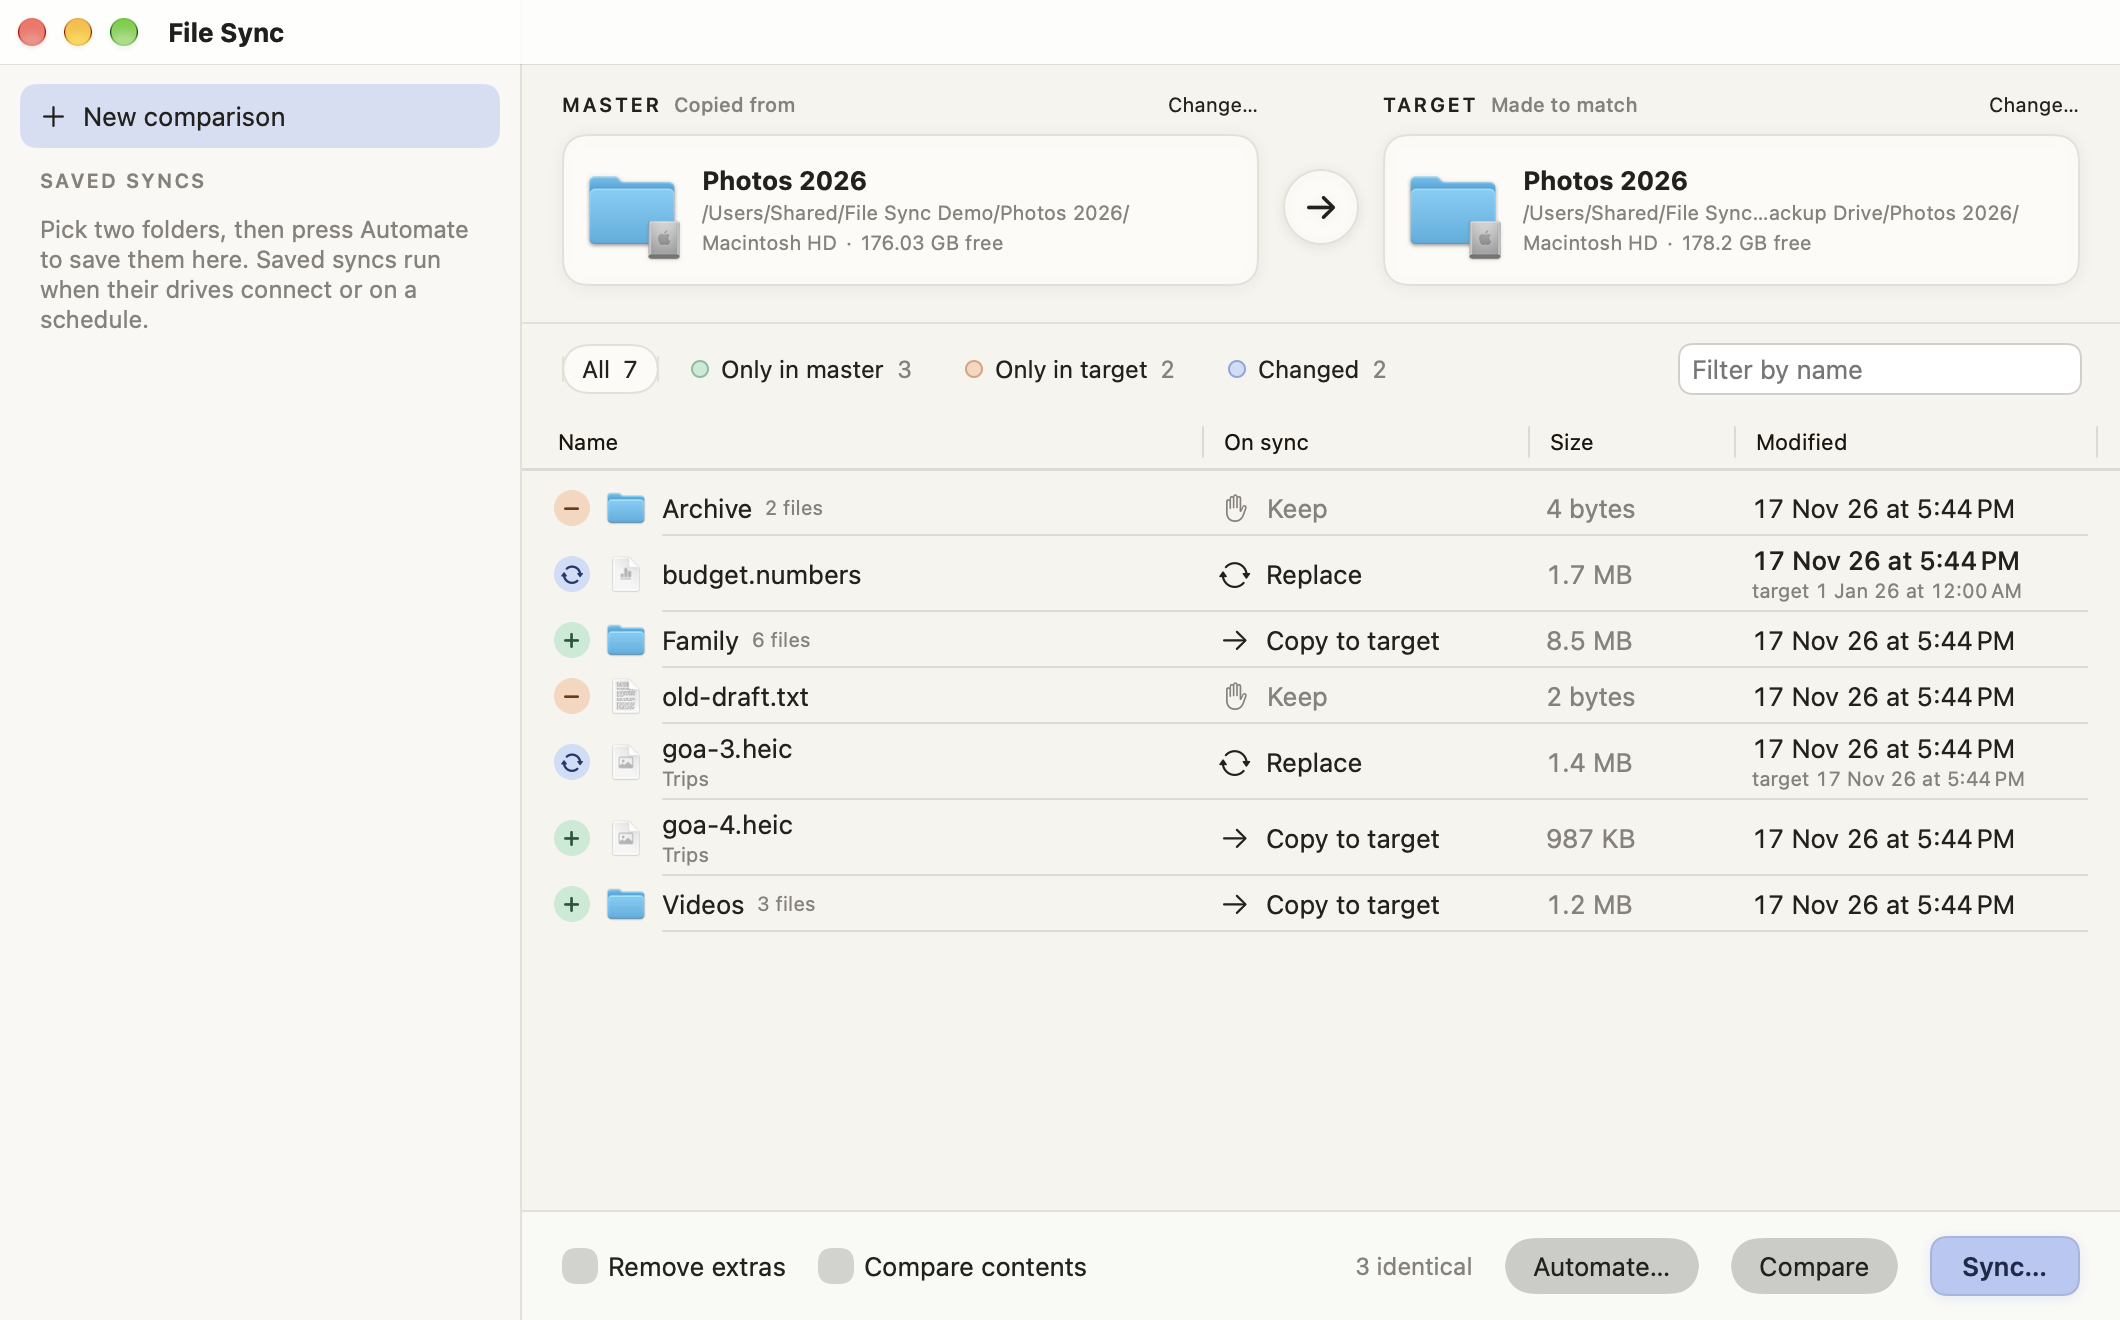 File Sync
New comparison
SAVED SYNCS
Pick two folders, then press Automate
to save them here. Saved syncs run
when their drives connect or on a
schedule.
MASTER Copied from Change...
Photos 2026
/Users/Shared/File Sync Demo/Photos 2026/
Macintosh HD · 176.03 GB free
TARGET Made to match Change...
Photos 2026
/Users/Shared/File Sync...ackup Drive/Photos 2026/
Macintosh HD · 178.2 GB free
All 7 Only in master 3 Only in target 2 Changed 2 Filter by name
Name On sync Size Modified
Archive 2 files Keep 4 bytes 17 Nov 26 at 5:44 PM
budget.numbers Replace 1.7 MB 17 Nov 26 at 5:44 PM
target 1 Jan 26 at 12:00 AM
Family 6 files Copy to target 8.5 MB 17 Nov 26 at 5:44 PM
old-draft.txt Keep 2 bytes 17 Nov 26 at 5:44 PM
goa-3.heic Replace 1.4 MB 17 Nov 26 at 5:44 PM
Trips target 17 Nov 26 at 5:44 PM
goa-4.heic Copy to target 987 KB 17 Nov 26 at 5:44 PM
Trips
Videos 3 files Copy to target 1.2 MB 17 Nov 26 at 5:44 PM
Remove extras Compare contents 3 identical Automate... Compare Sync...